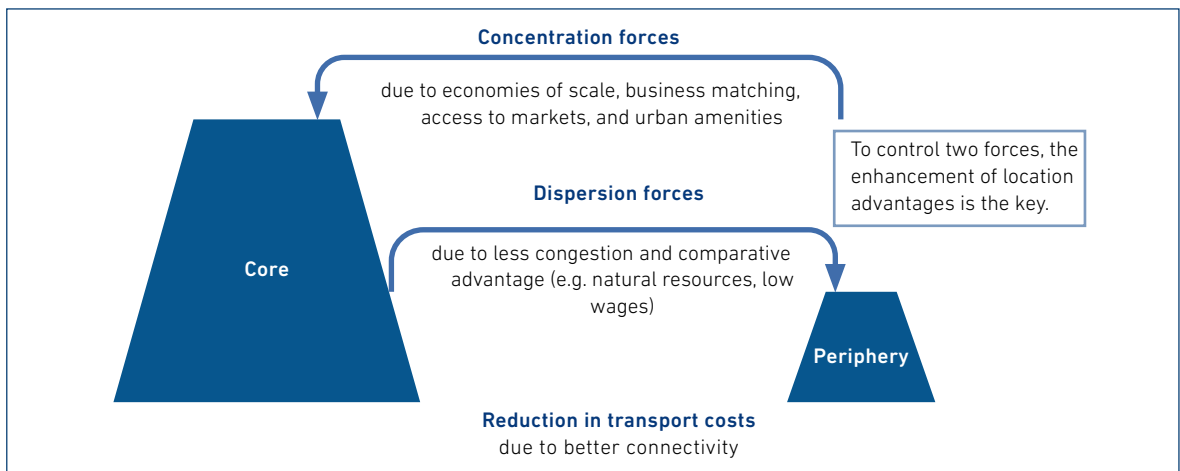 Concentration forces
due to economies of scale, business matching,
access to markets, and urban amenities
To control two forces, the
enhancement of location
advantages is the key.
Dispersion forces
due to less congestion and comparative
advantage (e.g. natural resources, low
wages)
Core
Periphery
Reduction in transport costs
due to better connectivity